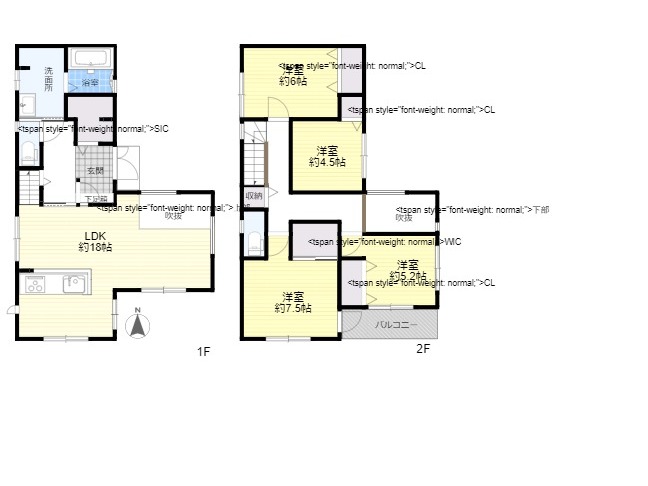 洗面所
浴室
<tspan style="font-weight: normal;">SIC
玄関
下足箱
<tspan style="font-weight: normal;">上部
吹抜
LDK
約18帖
N
1F
洋室
約6帖
<tspan style="font-weight: normal;">CL
<tspan style="font-weight: normal;">CL
洋室
約4.5帖
収納
<tspan style="font-weight: normal;">下部
吹抜
<tspan style="font-weight: normal;">WIC
洋室
約5.2帖
<tspan style="font-weight: normal;">CL
洋室
約7.5帖
バルコニー
2F